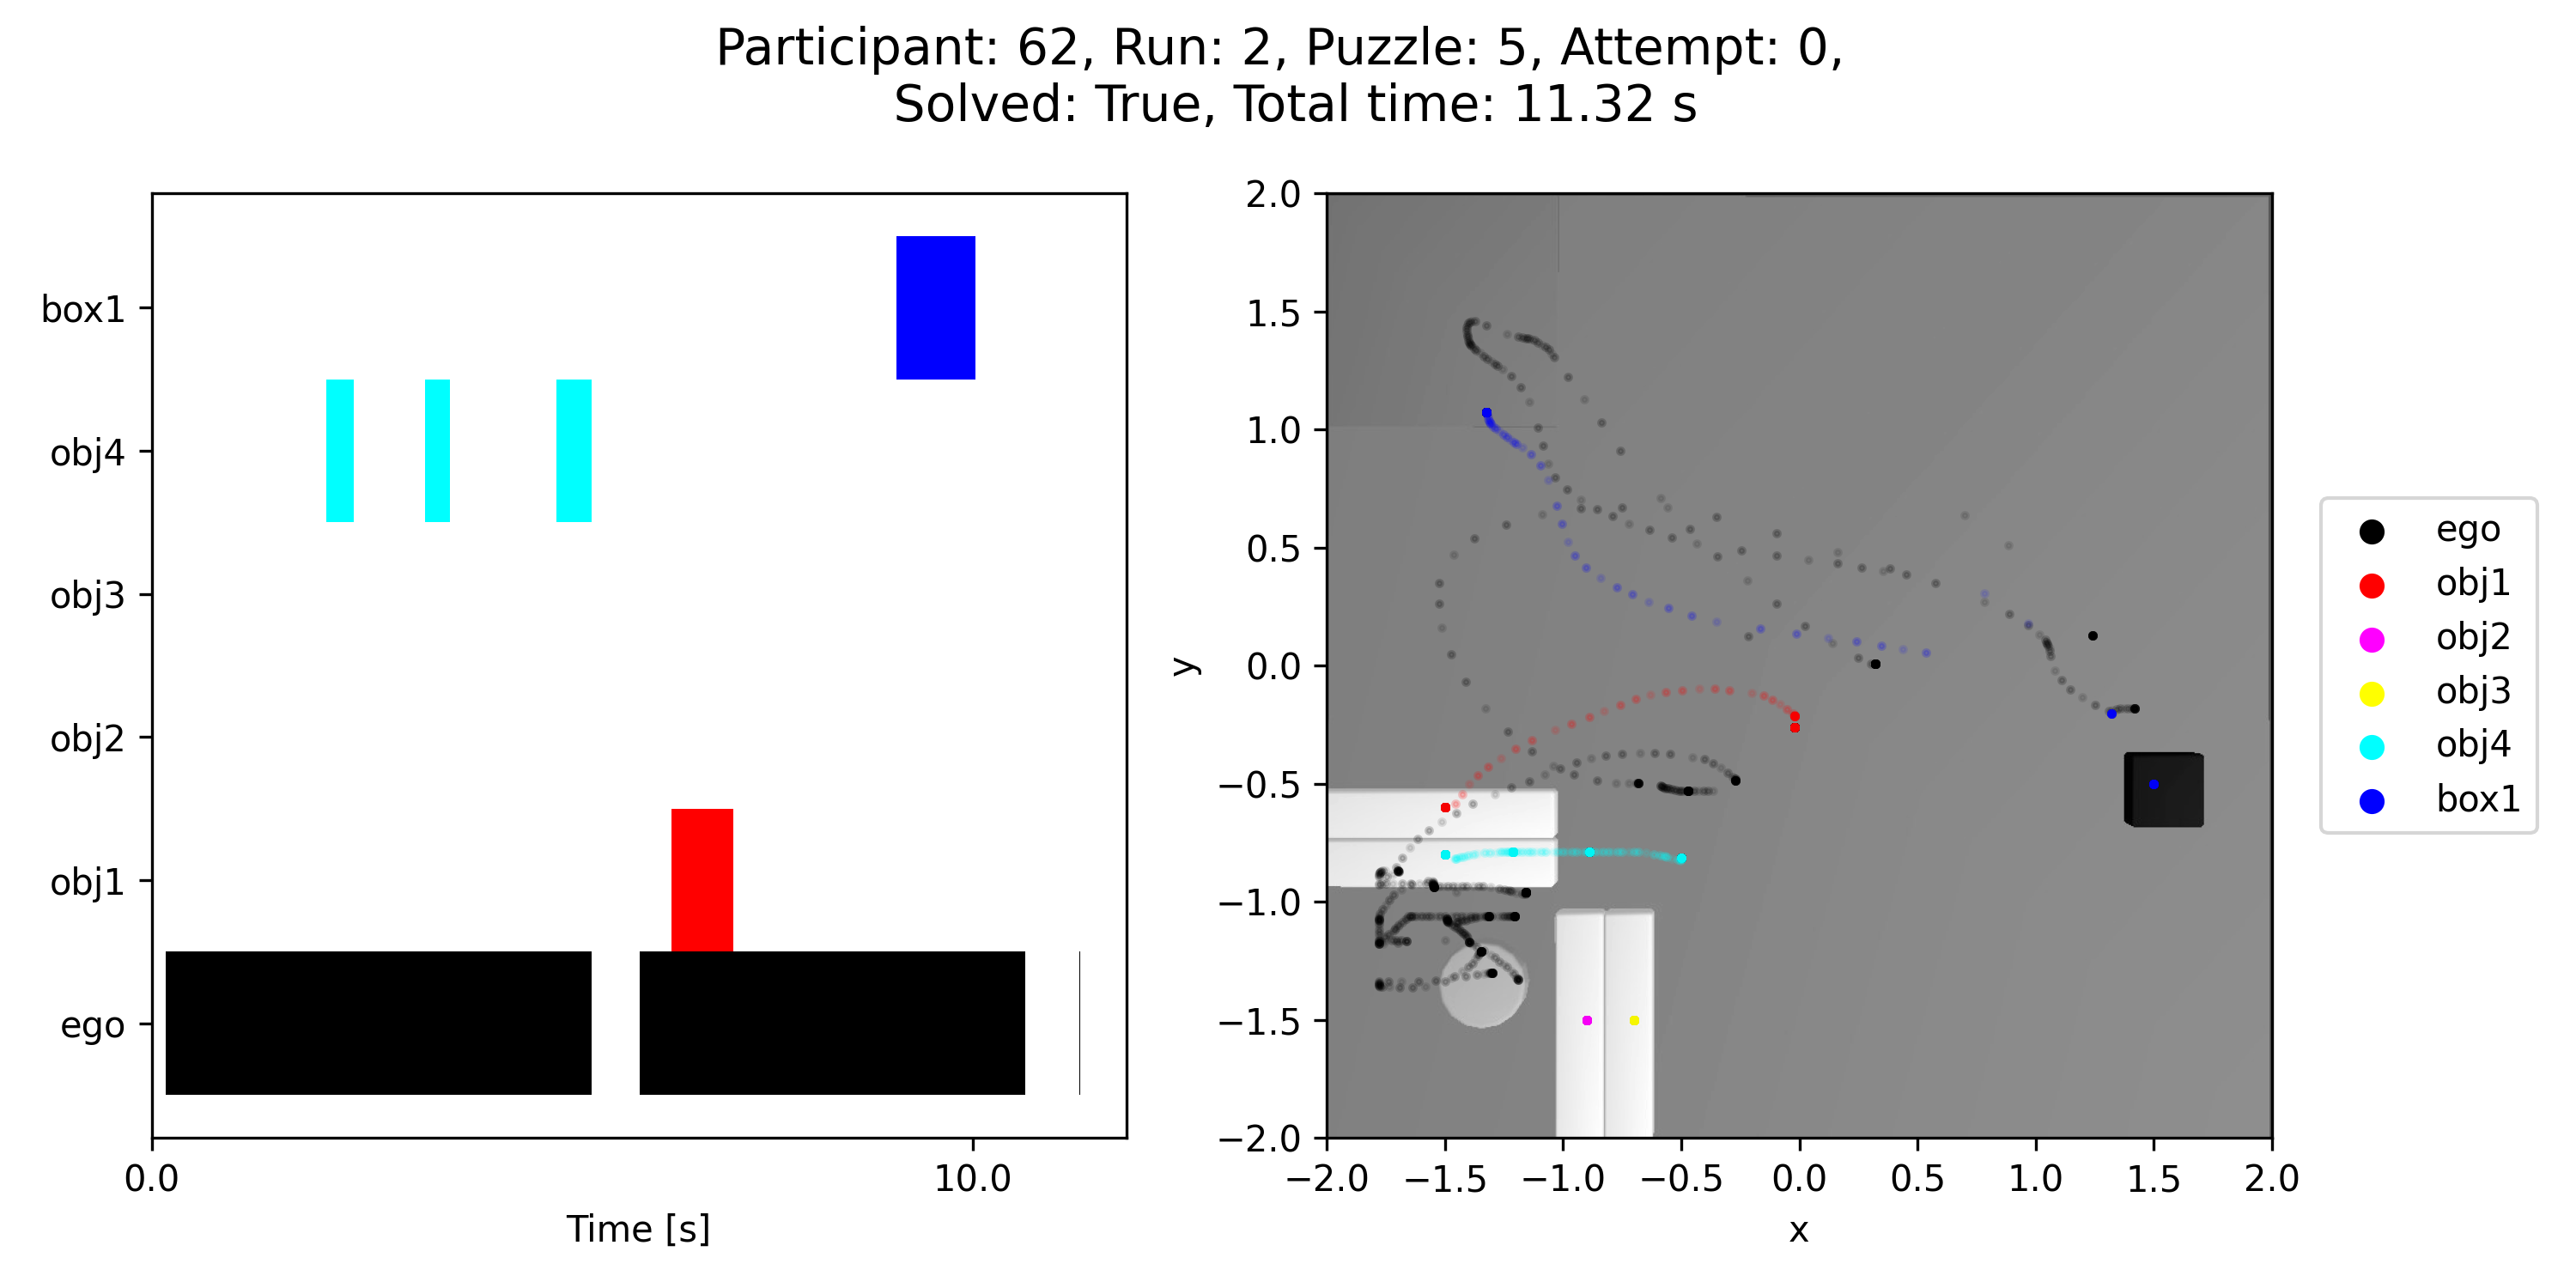 Participant: 62, Run: 2, Puzzle: 5, Attempt: 0,
Solved: True, Total time: 11.32 s
box1
obj4
obj3
obj2
obj1
ego
0.0
10.0
Time [s]
2.0
1.5
1.0
0.5
0.0
−0.5
−1.0
−1.5
−2.0
y
−2.0
−1.5
−1.0
−0.5
0.0
0.5
1.0
1.5
2.0
x
ego
obj1
obj2
obj3
obj4
box1